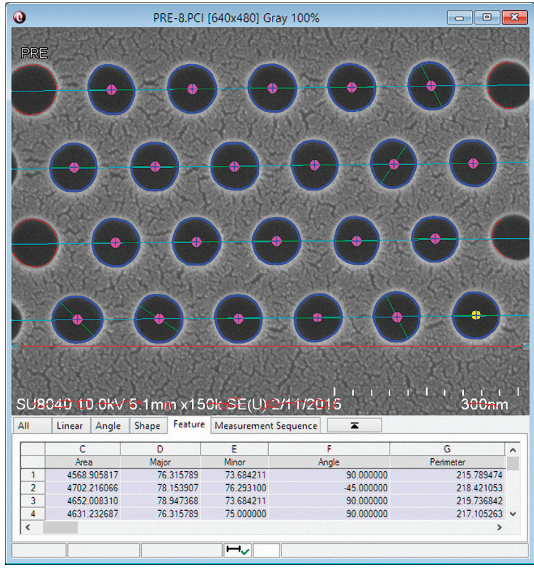 PRE-8.PCI [640x480] Gray 100%
PRE
SU8040 10.0kV 5.1mm x150k SE(U) 2/11/2015 300nm
All Linear Angle Shape Feature Measurement Sequence
C D E F G
Area Major Minor Angle Perimeter
1 4568.905817 76.315789 73.684211 90.000000 215.789474
2 4702.216066 78.153907 76.293100 -45.000000 218.421053
3 4652.008310 78.947368 73.684211 90.000000 219.736842
4 4631.232687 76.315789 75.000000 90.000000 217.105263